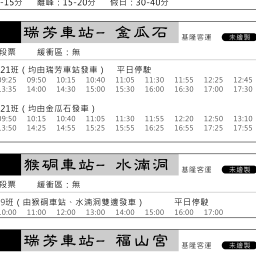 -15分　離峰：15-20分　假日：30-40分
瑞芳車站— 金瓜石　基隆客運　未繪製
段票　緩衝區：無
21班（均由瑞芳車站發車）　平日停駛
09:25 09:50 10:15 10:40 11:05 11:30 11:55 12:25 12:45
13:35 14:00 14:30 15:00 15:30 16:00 16:30 17:00 17:30
21班（均由金瓜石發車）
10:15 10:40 11:05 11:30 11:55 12:20 12:50 13:10
13:50 14:25 14:55 15:25 15:55 16:25 16:55 17:25 17:55
猴硐車站— 水湳洞　基隆客運　未繪製
段票　緩衝區：無
9班（由猴硐車站、水湳洞雙邊發車）　平日停駛
10:00 11:00 12:00 13:00 14:00 15:00 16:00 17:00
瑞芳車站— 福山宮　基隆客運　未繪製